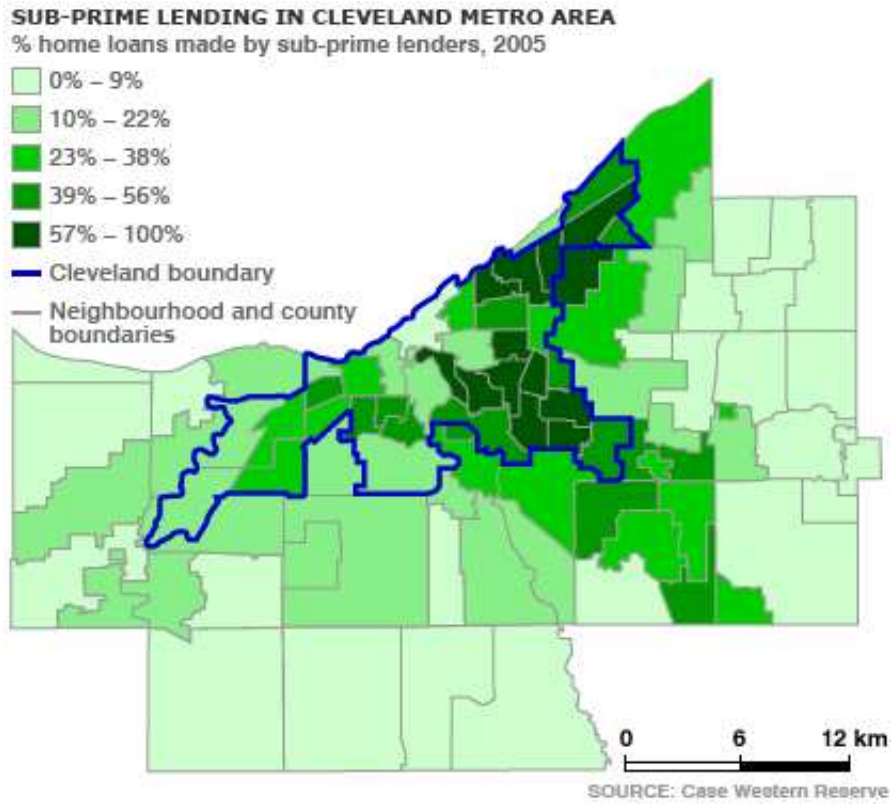 SUB-PRIME LENDING IN CLEVELAND METRO AREA
% home loans made by sub-prime lenders, 2005
0% – 9%
10% – 22%
23% – 38%
39% – 56%
57% – 100%
Cleveland boundary
Neighbourhood and county
boundaries
0 6 12 km
SOURCE: Case Western Reserve